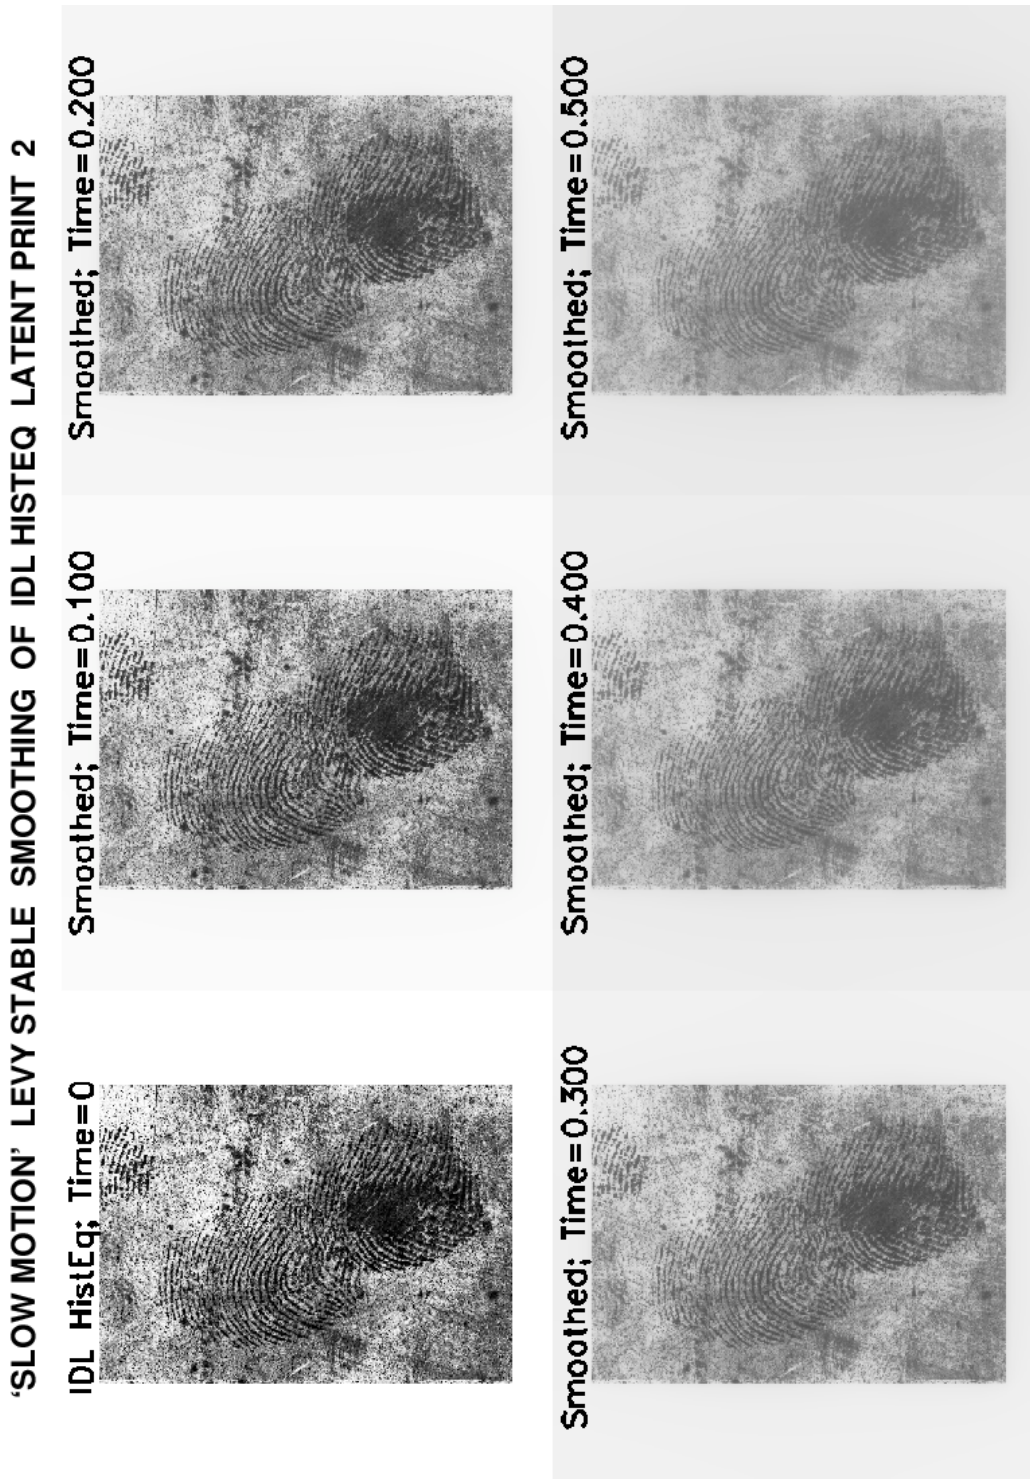 ‘SLOW MOTION’ LEVY STABLE SMOOTHING OF IDL HISTEQ LATENT PRINT 2
IDL HistEq; Time=0
Smoothed; Time=0.100
Smoothed; Time=0.200
Smoothed; Time=0.300
Smoothed; Time=0.400
Smoothed; Time=0.500